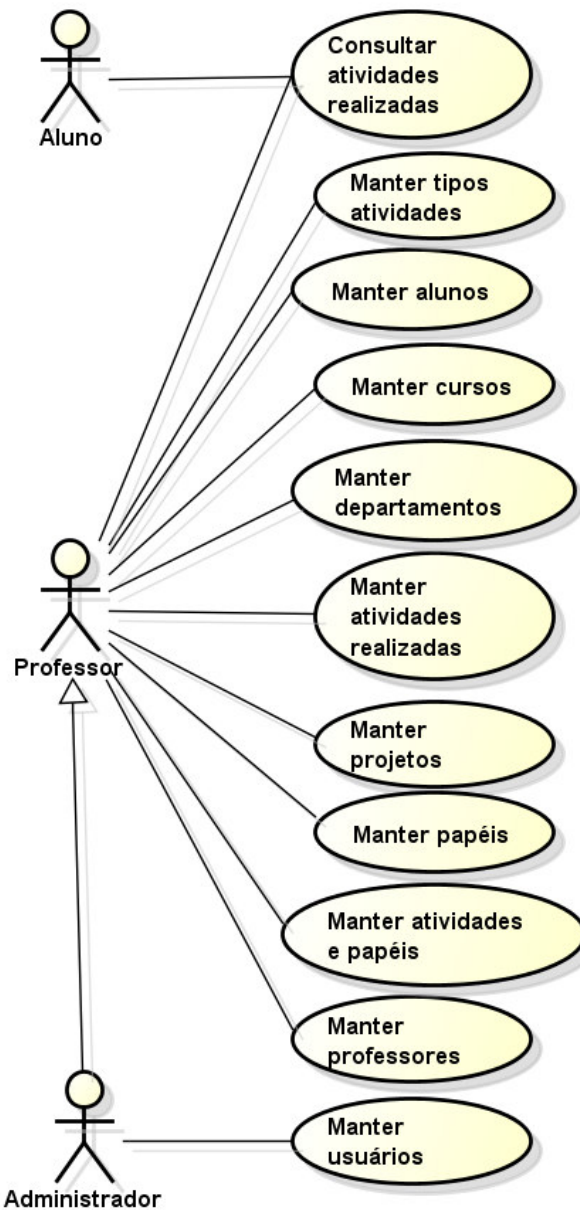 Consultar
atividades
realizadas
Aluno
Manter tipos
atividades
Manter alunos
Manter cursos
Manter
departamentos
Manter
atividades
realizadas
Professor
Manter
projetos
Manter papéis
Manter atividades
e papéis
Manter
professores
Manter
usuários
Administrador